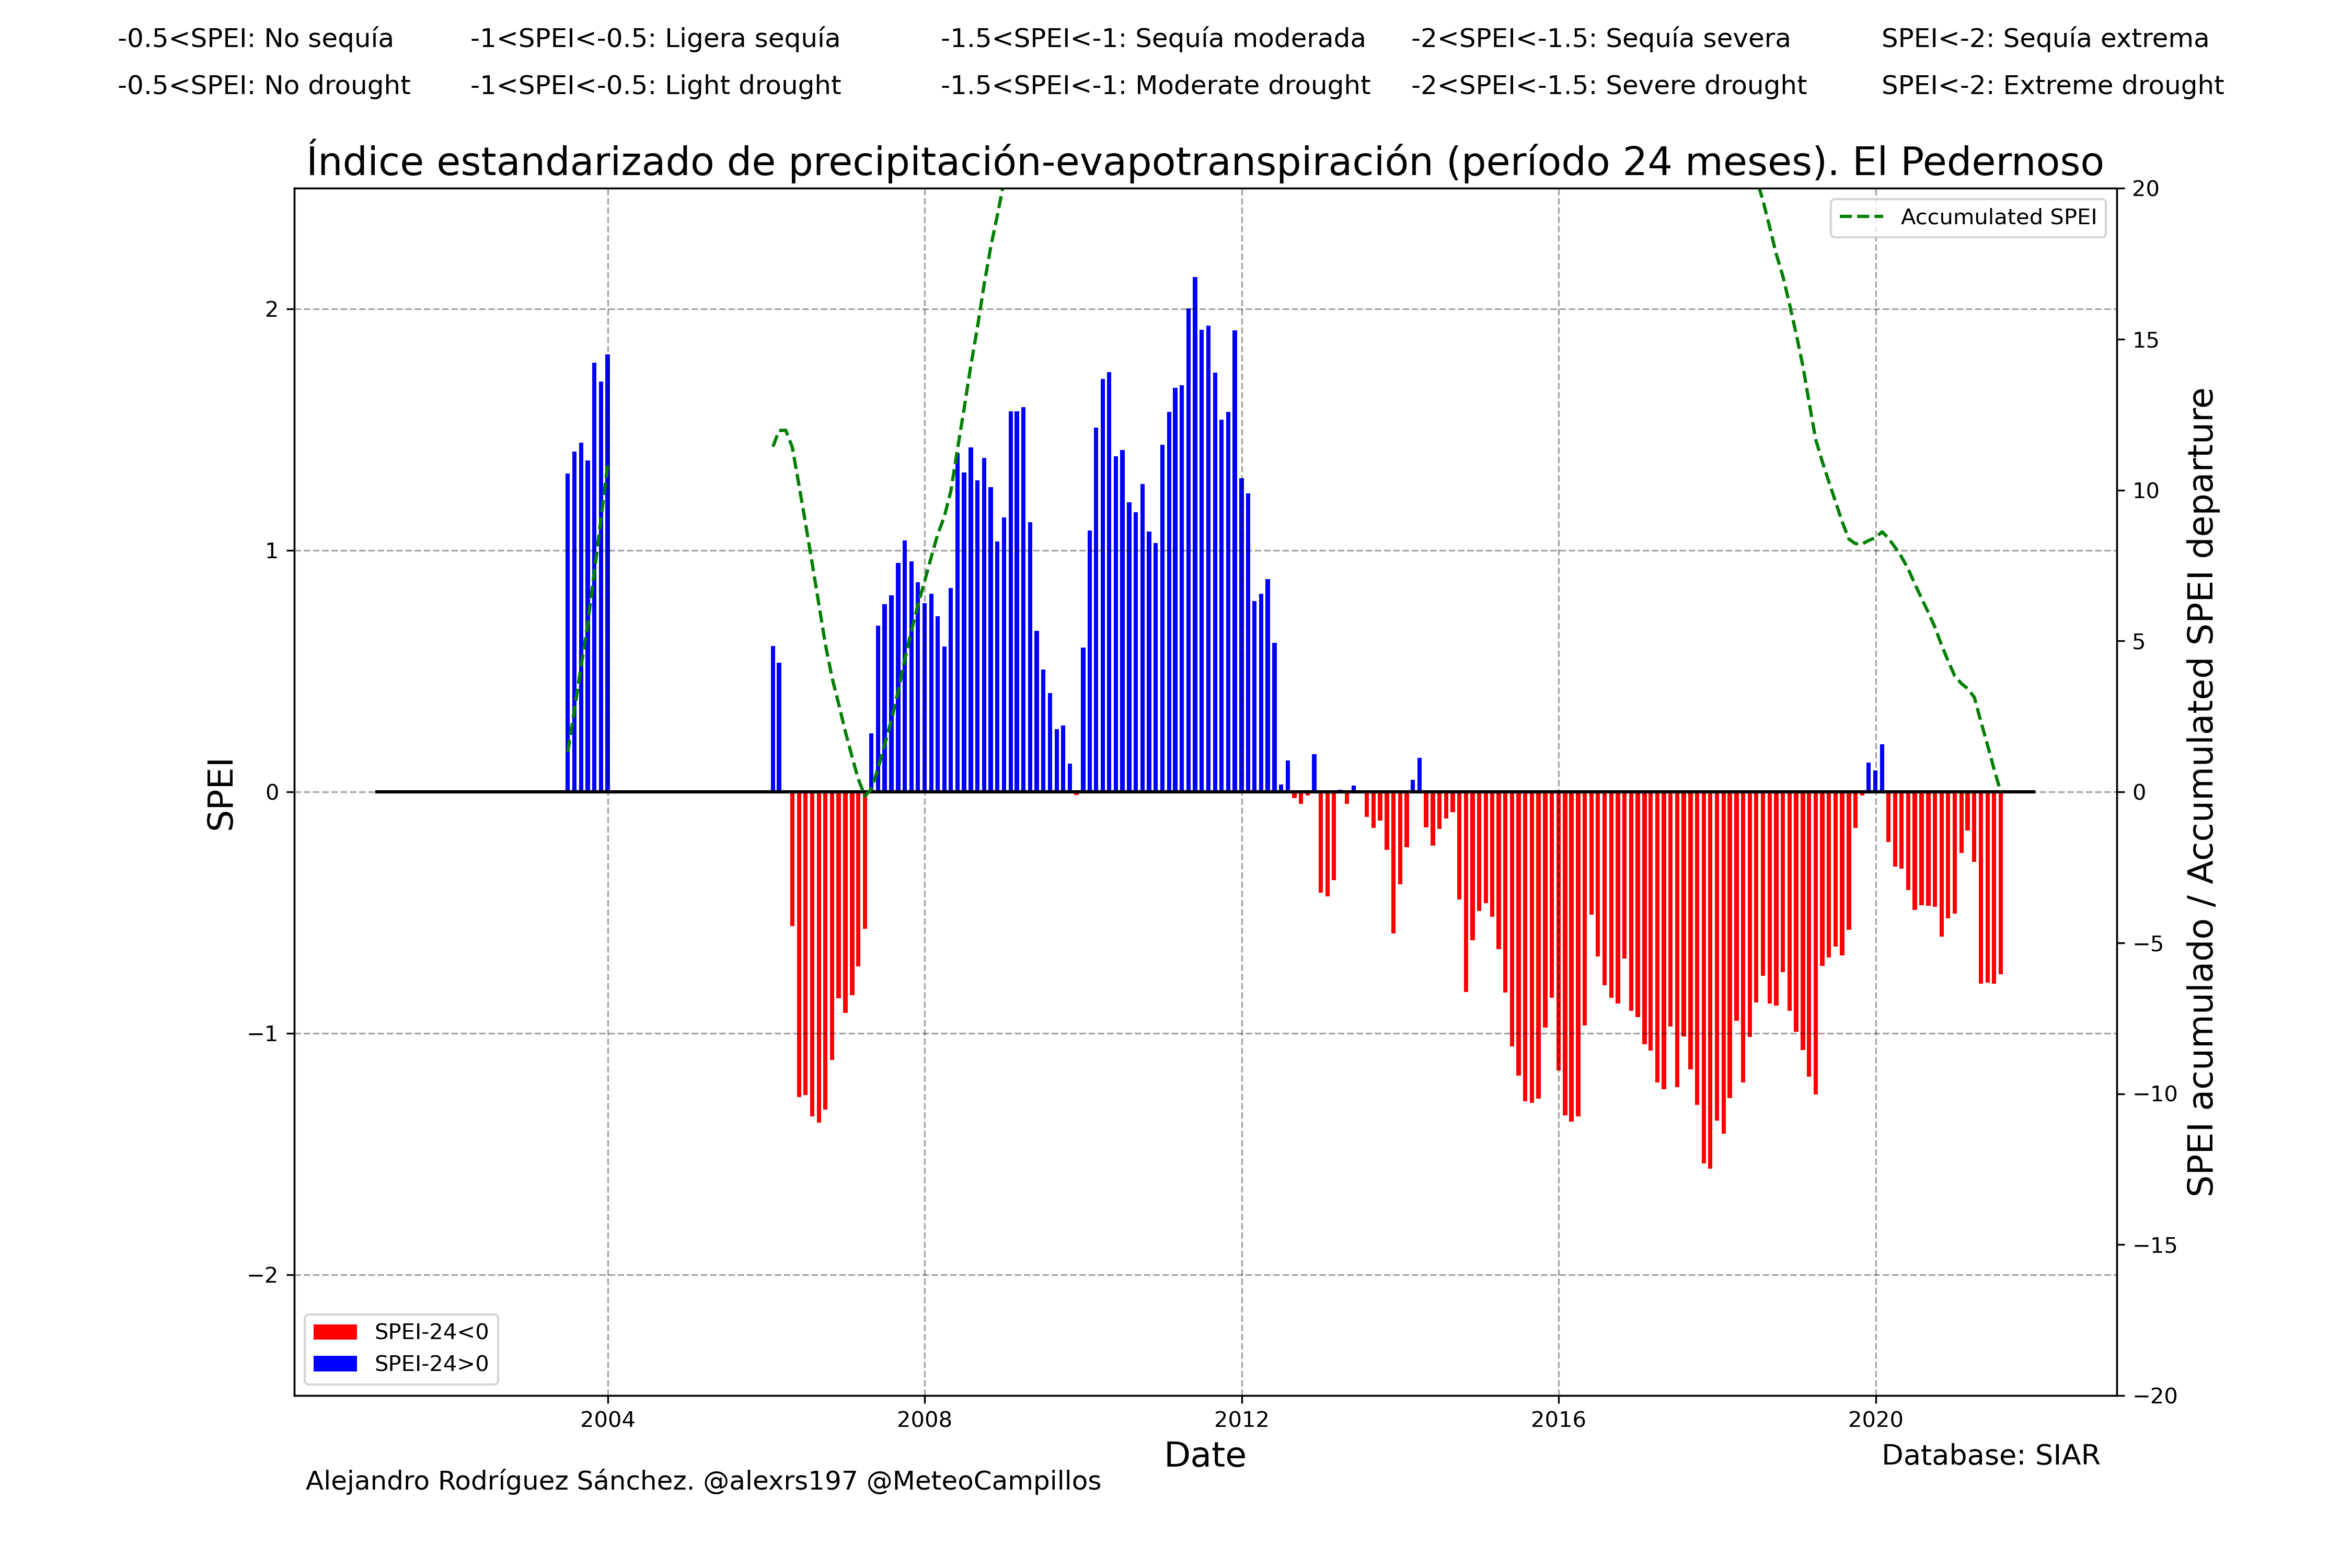 -0.5<SPEI: No sequía -1<SPEI<-0.5: Ligera sequía -1.5<SPEI<-1: Sequía moderada -2<SPEI<-1.5: Sequía severa SPEI<-2: Sequía extrema
-0.5<SPEI: No drought -1<SPEI<-0.5: Light drought -1.5<SPEI<-1: Moderate drought -2<SPEI<-1.5: Severe drought SPEI<-2: Extreme drought
Índice estandarizado de precipitación-evapotranspiración (período 24 meses). El Pedernoso
Accumulated SPEI
SPEI
2
1
0
−1
−2
20
15
10
5
0
−5
−10
−15
−20
SPEI acumulado / Accumulated SPEI departure
SPEI-24<0
SPEI-24>0
2004 2008 2012 2016 2020
Date
Database: SIAR
Alejandro Rodríguez Sánchez. @alexrs197 @MeteoCampillos